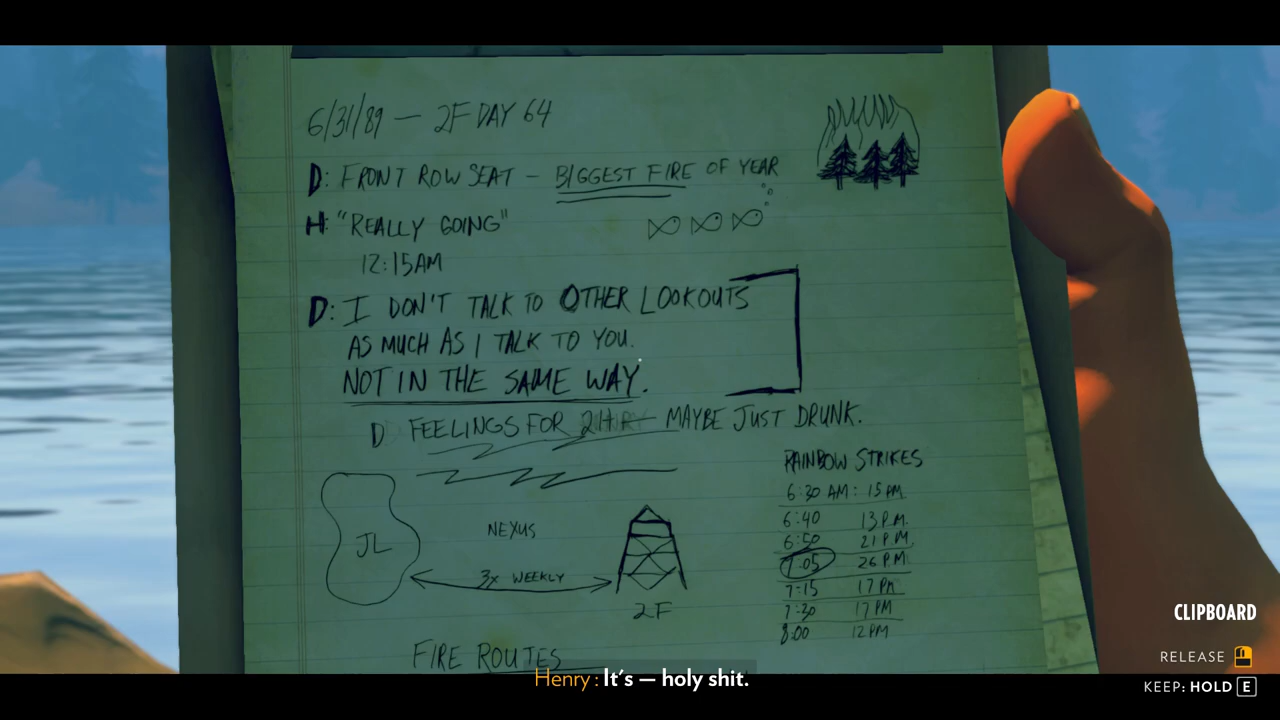 6/31/89 — 2F DAY 64
D: FRONT ROW SEAT — BIGGEST FIRE OF YEAR
H: "REALLY GOING"
12:15AM
D: I DON'T TALK TO OTHER LOOKOUTS
AS MUCH AS I TALK TO YOU.
NOT IN THE SAME WAY.
D FEELINGS FOR MAYBE JUST DRUNK.
RAINBOW STRIKES
6:30 AM: 15 PM
6:40 13 P.M.
6:50 21 P.M.
7:05 26 P.M
7:15 17 PM
7:30 17 PM
8:00 12 PM
JL
NEXUS
3x WEEKLY
2F
FIRE ROUTES
Henry: It's — holy shit.
CLIPBOARD
RELEASE
KEEP: HOLD E